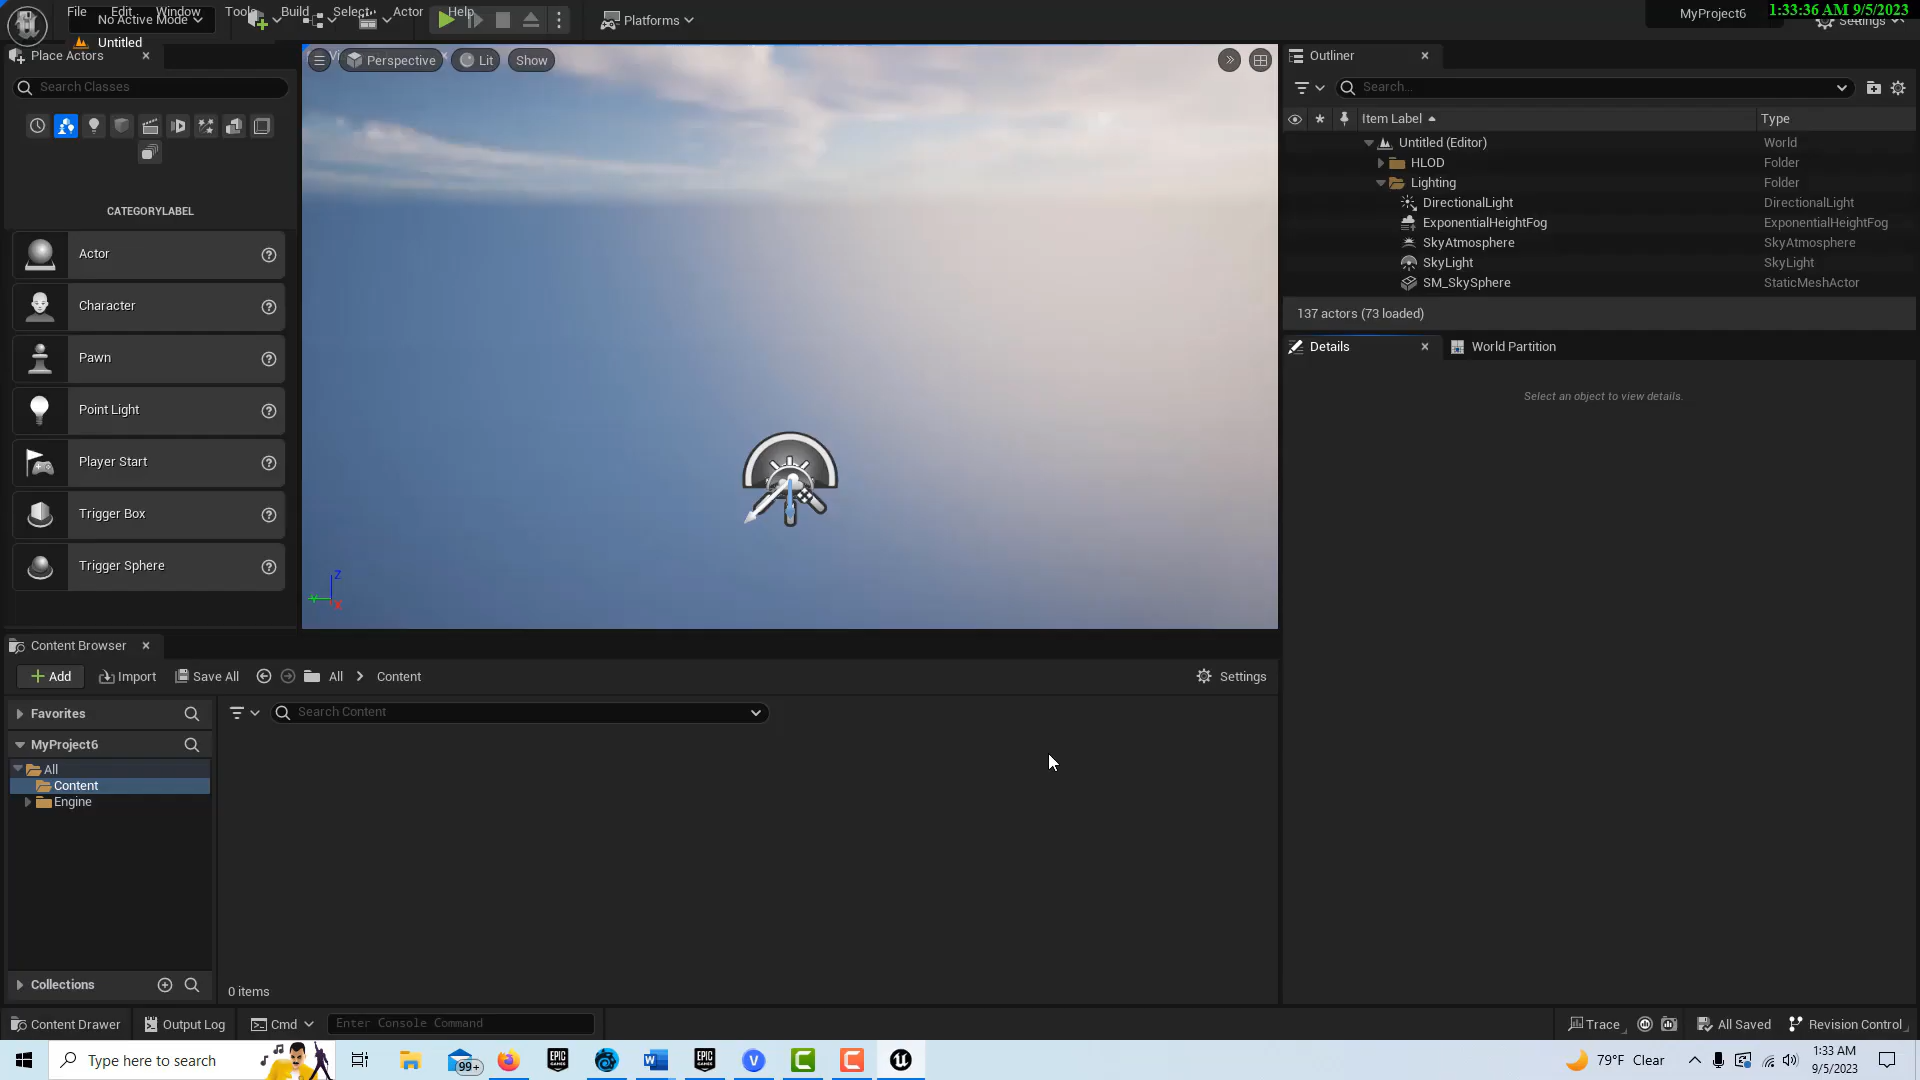 File Edit Window Tools Build Select Actor Help
No Active Mode
Platforms
MyProject6
1:33:36 AM 9/5/2023
Settings
Untitled
Place Actors
Search Classes
CATEGORYLABEL
Actor
Character
Pawn
Point Light
Player Start
Trigger Box
Trigger Sphere
Perspective
Lit
Show
Z
Y
X
Outliner
Search...
Item Label
Type
Untitled (Editor) World
HLOD Folder
Lighting Folder
DirectionalLight DirectionalLight
ExponentialHeightFog ExponentialHeightFog
SkyAtmosphere SkyAtmosphere
SkyLight SkyLight
SM_SkySphere StaticMeshActor
137 actors (73 loaded)
Details
World Partition
Select an object to view details.
Content Browser
Add
Import
Save All
All
Content
Settings
Favorites
Search Content
MyProject6
All
Content
Engine
Collections
0 items
Content Drawer
Output Log
Cmd
Enter Console Command
Trace
All Saved
Revision Control
Type here to search
99+
EPIC GAMES
EPIC GAMES
79°F Clear
1:33 AM
9/5/2023